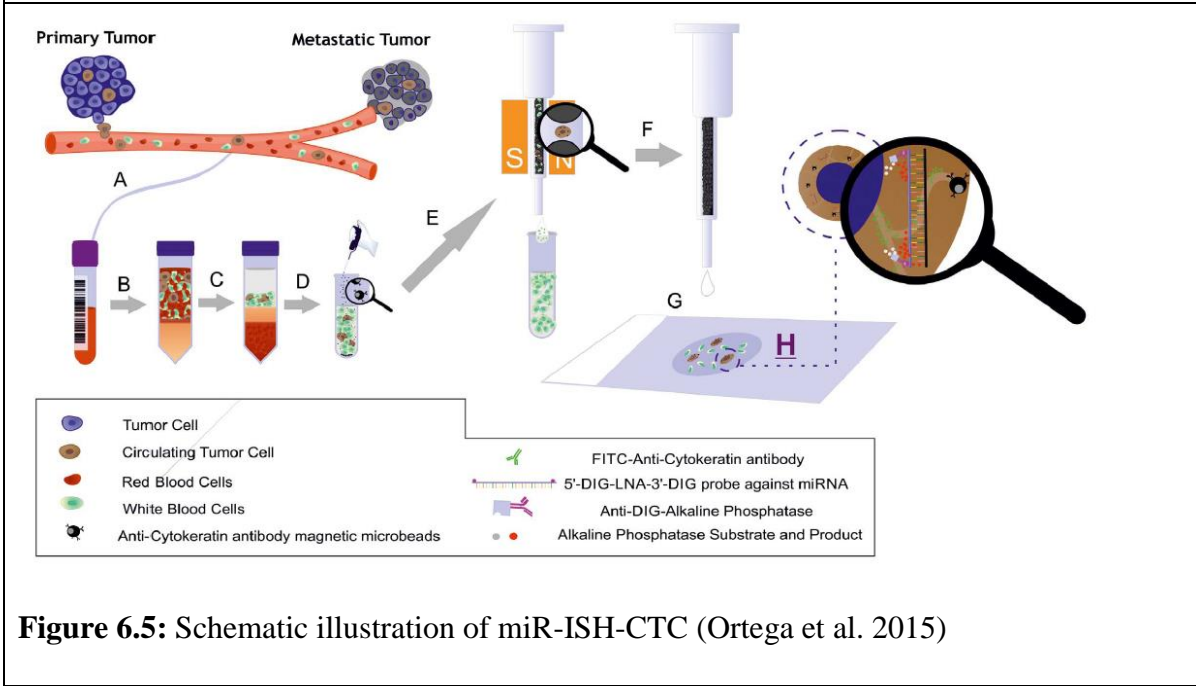 Primary Tumor
Metastatic Tumor
A
B
C
D
E
S
N
F
G
H
Tumor Cell
Circulating Tumor Cell
Red Blood Cells
White Blood Cells
Anti-Cytokeratin antibody magnetic microbeads
FITC-Anti-Cytokeratin antibody
5'-DIG-LNA-3'-DIG probe against miRNA
Anti-DIG-Alkaline Phosphatase
Alkaline Phosphatase Substrate and Product
Figure 6.5: Schematic illustration of miR-ISH-CTC (Ortega et al. 2015)